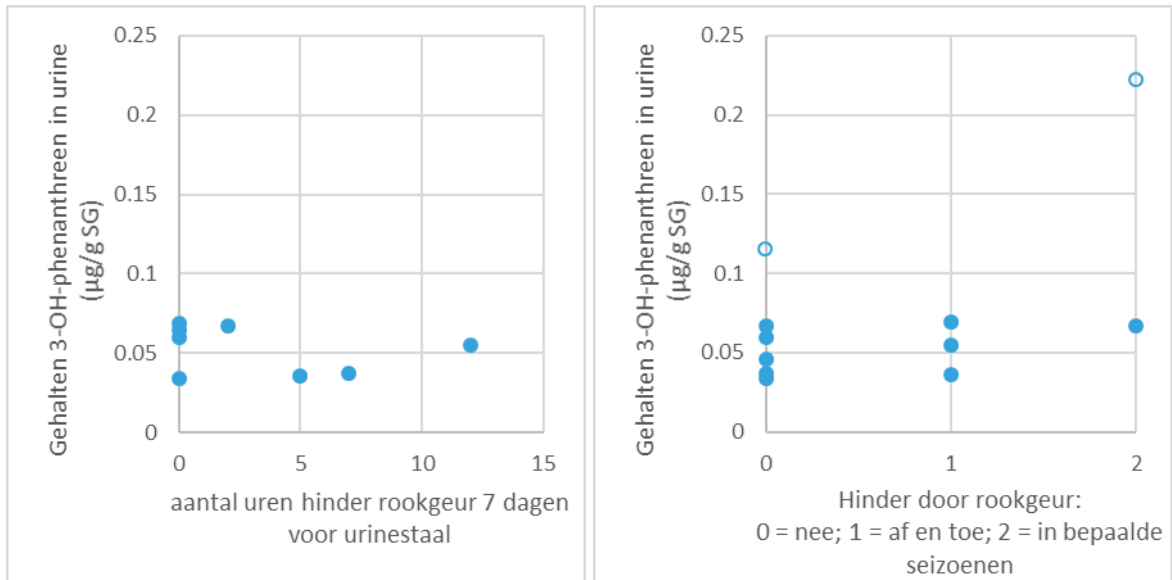 Gehalten 3-OH-phenanthreen in urine
(µg/g SG)
0.25
0.2
0.15
0.1
0.05
0
0 5 10 15
aantal uren hinder rookgeur 7 dagen
voor urinestaal
Gehalten 3-OH-phenanthreen in urine
(µg/g SG)
0.25
0.2
0.15
0.1
0.05
0
0 1 2
Hinder door rookgeur:
0 = nee; 1 = af en toe; 2 = in bepaalde
seizoenen